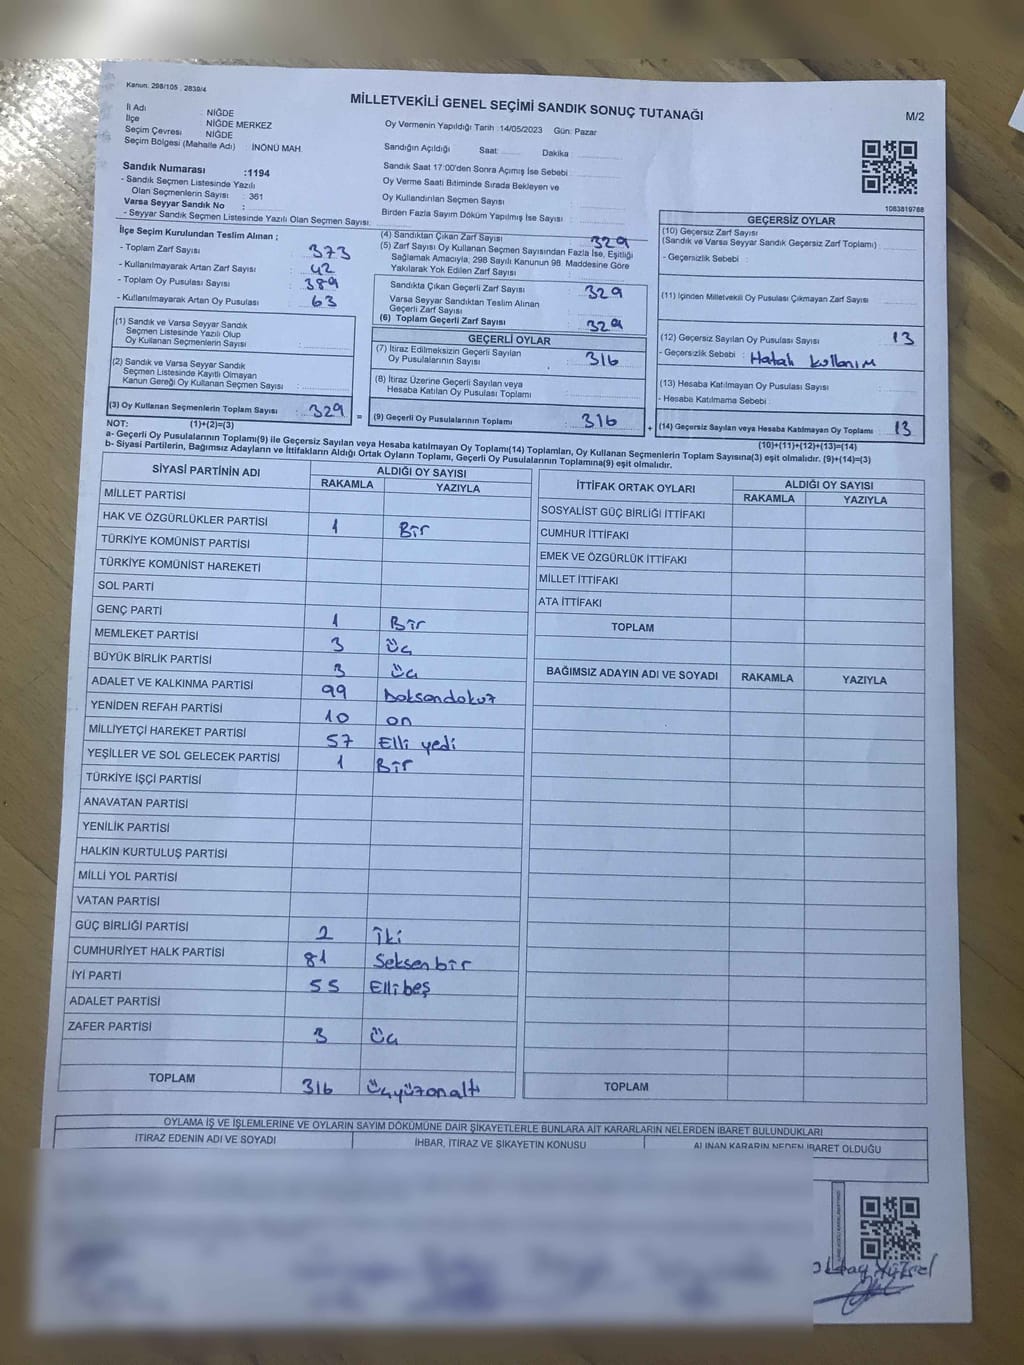 Kanun. 298/105 , 2839/4
MİLLETVEKİLİ GENEL SEÇİMİ SANDIK SONUÇ TUTANAĞI
M/2
İl Adı : NİĞDE
İlçe : NİĞDE MERKEZ
Seçim Çevresi : NİĞDE
Seçim Bölgesi (Mahalle Adı) : İNÖNÜ MAH.
Oy Vermenin Yapıldığı Tarih :14/05/2023 Gün: Pazar
Sandığın Açıldığı Saat ........ Dakika ..............
Sandık Saat 17:00'den Sonra Açımış İse Sebebi :
Oy Verme Saati Bitiminde Sırada Bekleyen ve
Oy Kullandırılan Seçmen Sayısı :
Birden Fazla Sayım Döküm Yapılmış İse Sayısı :
1083819788
Sandık Numarası :1194
- Sandık Seçmen Listesinde Yazılı
Olan Seçmenlerin Sayısı : 361
Varsa Seyyar Sandık No :
- Seyyar Sandık Seçmen Listesinde Yazılı Olan Seçmen Sayısı:
İlçe Seçim Kurulundan Teslim Alınan ;
- Toplam Zarf Sayısı : 373
- Kullanılmayarak Artan Zarf Sayısı : 42
- Toplam Oy Pusulası Sayısı : 389
- Kullanılmayarak Artan Oy Pusulası : 63
(1) Sandık ve Varsa Seyyar Sandık
Seçmen Listesinde Yazılı Olup
Oy Kullanan Seçmenlerin Sayısı :
(2) Sandık ve Varsa Seyyar Sandık
Seçmen Listesinde Kayıtlı Olmayan
Kanun Gereği Oy Kullanan Seçmen Sayısı :
(3) Oy Kullanan Seçmenlerin Toplam Sayısı : 329
(4) Sandıktan Çıkan Zarf Sayısı : 329
(5) Zarf Sayısı Oy Kullanan Seçmen Sayısından Fazla İse, Eşitliği
Sağlamak Amacıyla, 298 Sayılı Kanunun 98. Maddesine Göre
Yakılarak Yok Edilen Zarf Sayısı :
Sandıkta Çıkan Geçerli Zarf Sayısı : 329
Varsa Seyyar Sandıktan Teslim Alınan
Geçerli Zarf Sayısı :
(6) Toplam Geçerli Zarf Sayısı : 329
GEÇERLİ OYLAR
(7) İtiraz Edilmeksizin Geçerli Sayılan
Oy Pusulalarının Sayısı : 316
(8) İtiraz Üzerine Geçerli Sayılan veya
Hesaba Katılan Oy Pusulası Toplamı :
= (9) Geçerli Oy Pusulalarının Toplamı : 316
GEÇERSİZ OYLAR
(10) Geçersiz Zarf Sayısı
(Sandık ve Varsa Seyyar Sandık Geçersiz Zarf Toplamı) :
- Geçersizlik Sebebi :
(11) İçinden Milletvekili Oy Pusulası Çıkmayan Zarf Sayısı :
(12) Geçersiz Sayılan Oy Pusulası Sayısı : 13
- Geçersizlik Sebebi : Hatalı kullanım
(13) Hesaba Katılmayan Oy Pusulası Sayısı :
- Hesaba Katılmama Sebebi :
+ (14) Geçersiz Sayılan veya Hesaba Katılmayan Oy Toplamı : 13
NOT: (1)+(2)=(3)
(10)+(11)+(12)+(13)=(14)
a- Geçerli Oy Pusulalarının Toplamı(9) ile Geçersiz Sayılan veya Hesaba katılmayan Oy Toplamı(14) Toplamları, Oy Kullanan Seçmenlerin Toplam Sayısına(3) eşit olmalıdır. (9)+(14)=(3)
b- Siyasi Partilerin, Bağımsız Adayların ve İttifakların Aldığı Ortak Oyların Toplamı, Geçerli Oy Pusulalarının Toplamına(9) eşit olmalıdır.
SİYASİ PARTİNİN ADI ALDIĞI OY SAYISI
RAKAMLA YAZIYLA
MİLLET PARTİSİ
HAK VE ÖZGÜRLÜKLER PARTİSİ 1 Bir
TÜRKİYE KOMÜNİST PARTİSİ
TÜRKİYE KOMÜNİST HAREKETİ
SOL PARTİ
GENÇ PARTİ 1 Bir
MEMLEKET PARTİSİ 3 üç
BÜYÜK BİRLİK PARTİSİ 3 üç
ADALET VE KALKINMA PARTİSİ 99 Doksandokuz
YENİDEN REFAH PARTİSİ 10 on
MİLLİYETÇİ HAREKET PARTİSİ 57 Elli yedi
YEŞİLLER VE SOL GELECEK PARTİSİ 1 Bir
TÜRKİYE İŞÇİ PARTİSİ
ANAVATAN PARTİSİ
YENİLİK PARTİSİ
HALKIN KURTULUŞ PARTİSİ
MİLLİ YOL PARTİSİ
VATAN PARTİSİ
GÜÇ BİRLİĞİ PARTİSİ 2 İki
CUMHURİYET HALK PARTİSİ 81 Seksenbir
İYİ PARTİ 55 Ellibeş
ADALET PARTİSİ
ZAFER PARTİSİ 3 üç
TOPLAM 316 üçyüzonaltı
İTTİFAK ORTAK OYLARI ALDIĞI OY SAYISI
RAKAMLA YAZIYLA
SOSYALİST GÜÇ BİRLİĞİ İTTİFAKI
CUMHUR İTTİFAKI
EMEK VE ÖZGÜRLÜK İTTİFAKI
MİLLET İTTİFAKI
ATA İTTİFAKI
TOPLAM
BAĞIMSIZ ADAYIN ADI VE SOYADI RAKAMLA YAZIYLA
TOPLAM
OYLAMA İŞ VE İŞLEMLERİNE VE OYLARIN SAYIM DÖKÜMÜNE DAİR ŞİKAYETLERLE BUNLARA AİT KARARLARIN NELERDEN İBARET BULUNDUKLARI
İTİRAZ EDENİN ADI VE SOYADI İHBAR, İTİRAZ VE ŞİKAYETİN KONUSU ALINAN KARARIN NEDEN İBARET OLDUĞU
Yüksel